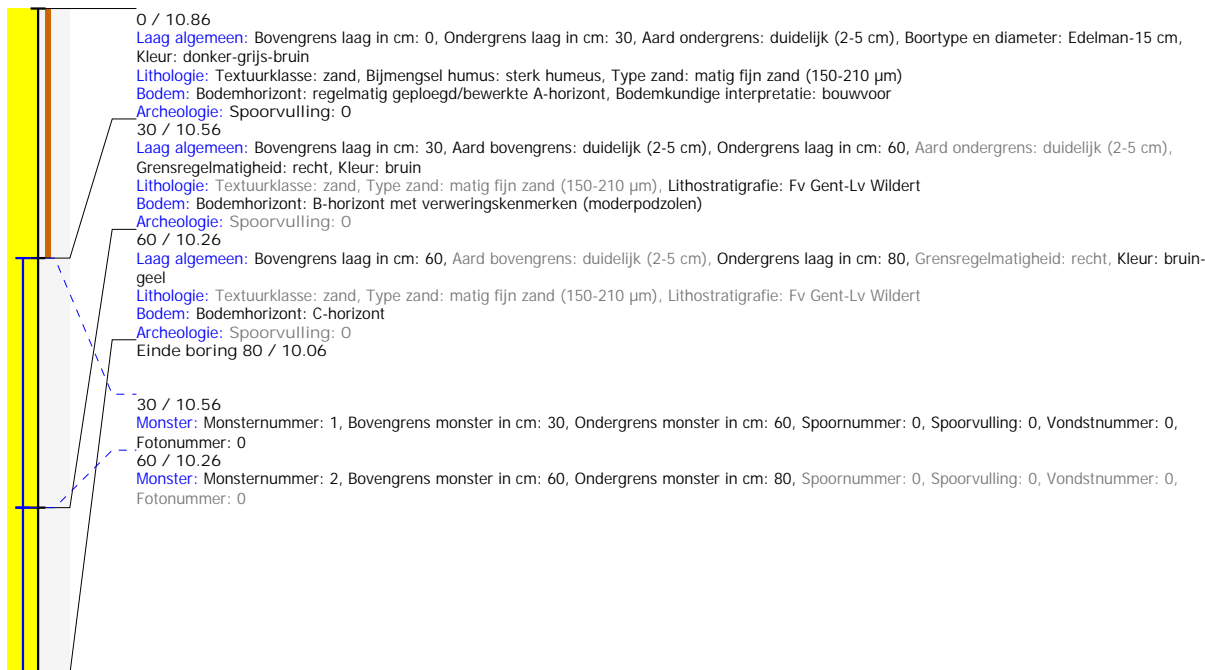 0 / 10.86
Laag algemeen: Bovengrens laag in cm: 0, Ondergrens laag in cm: 30, Aard ondergrens: duidelijk (2-5 cm), Boortype en diameter: Edelman-15 cm,
Kleur: donker-grijs-bruin
Lithologie: Textuurklasse: zand, Bijmengsel humus: sterk humeus, Type zand: matig fijn zand (150-210 µm)
Bodem: Bodemhorizont: regelmatig geploegd/bewerkte A-horizont, Bodemkundige interpretatie: bouwvoor
Archeologie: Spoorvulling: 0
30 / 10.56
Laag algemeen: Bovengrens laag in cm: 30, Aard bovengrens: duidelijk (2-5 cm), Ondergrens laag in cm: 60, Aard ondergrens: duidelijk (2-5 cm),
Grensregelmatigheid: recht, Kleur: bruin
Lithologie: Textuurklasse: zand, Type zand: matig fijn zand (150-210 µm), Lithostratigrafie: Fv Gent-Lv Wildert
Bodem: Bodemhorizont: B-horizont met verweringskenmerken (moderpodzolen)
Archeologie: Spoorvulling: 0
60 / 10.26
Laag algemeen: Bovengrens laag in cm: 60, Aard bovengrens: duidelijk (2-5 cm), Ondergrens laag in cm: 80, Grensregelmatigheid: recht, Kleur: bruin-
geel
Lithologie: Textuurklasse: zand, Type zand: matig fijn zand (150-210 µm), Lithostratigrafie: Fv Gent-Lv Wildert
Bodem: Bodemhorizont: C-horizont
Archeologie: Spoorvulling: 0
Einde boring 80 / 10.06
30 / 10.56
Monster: Monsternummer: 1, Bovengrens monster in cm: 30, Ondergrens monster in cm: 60, Spoornummer: 0, Spoorvulling: 0, Vondstnummer: 0,
Fotonummer: 0
60 / 10.26
Monster: Monsternummer: 2, Bovengrens monster in cm: 60, Ondergrens monster in cm: 80, Spoornummer: 0, Spoorvulling: 0, Vondstnummer: 0,
Fotonummer: 0